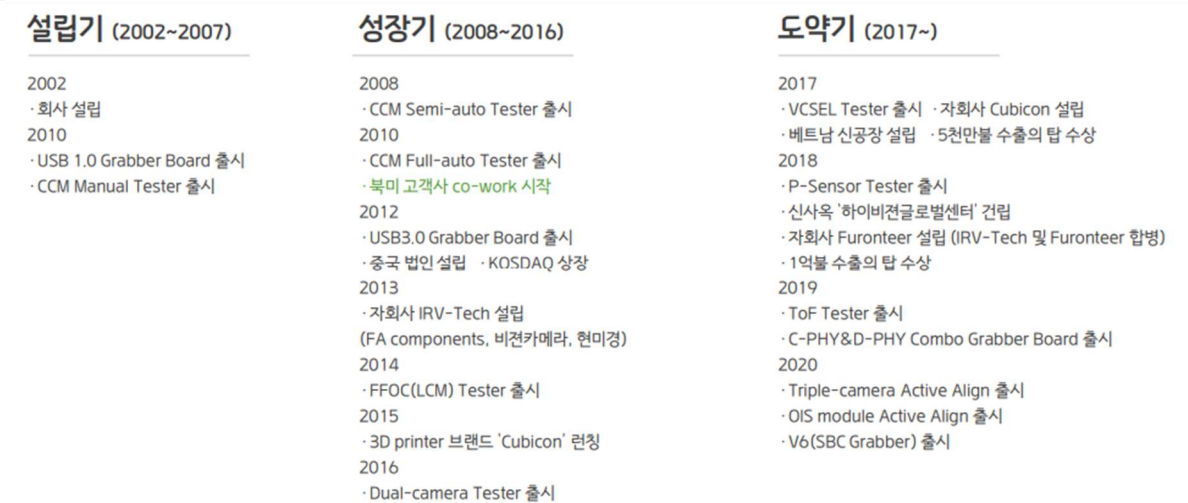 설립기 (2002~2007)
2002
·회사 설립
2010
·USB 1.0 Grabber Board 출시
·CCM Manual Tester 출시
성장기 (2008~2016)
2008
·CCM Semi-auto Tester 출시
2010
·CCM Full-auto Tester 출시
·북미 고객사 co-work 시작
2012
·USB3.0 Grabber Board 출시
·중국 법인 설립 ·KOSDAQ 상장
2013
·자회사 IRV-Tech 설립
(FA components, 비젼카메라, 현미경)
2014
·FFOC(LCM) Tester 출시
2015
·3D printer 브랜드 'Cubicon' 런칭
2016
·Dual-camera Tester 출시
도약기 (2017~)
2017
·VCSEL Tester 출시 ·자회사 Cubicon 설립
·베트남 신공장 설립 ·5천만불 수출의 탑 수상
2018
·P-Sensor Tester 출시
·신사옥 '하이비젼글로벌센터' 건립
·자회사 Furonteer 설립 (IRV-Tech 및 Furonteer 합병)
·1억불 수출의 탑 수상
2019
·ToF Tester 출시
·C-PHY&D-PHY Combo Grabber Board 출시
2020
·Triple-camera Active Align 출시
·OIS module Active Align 출시
·V6(SBC Grabber) 출시